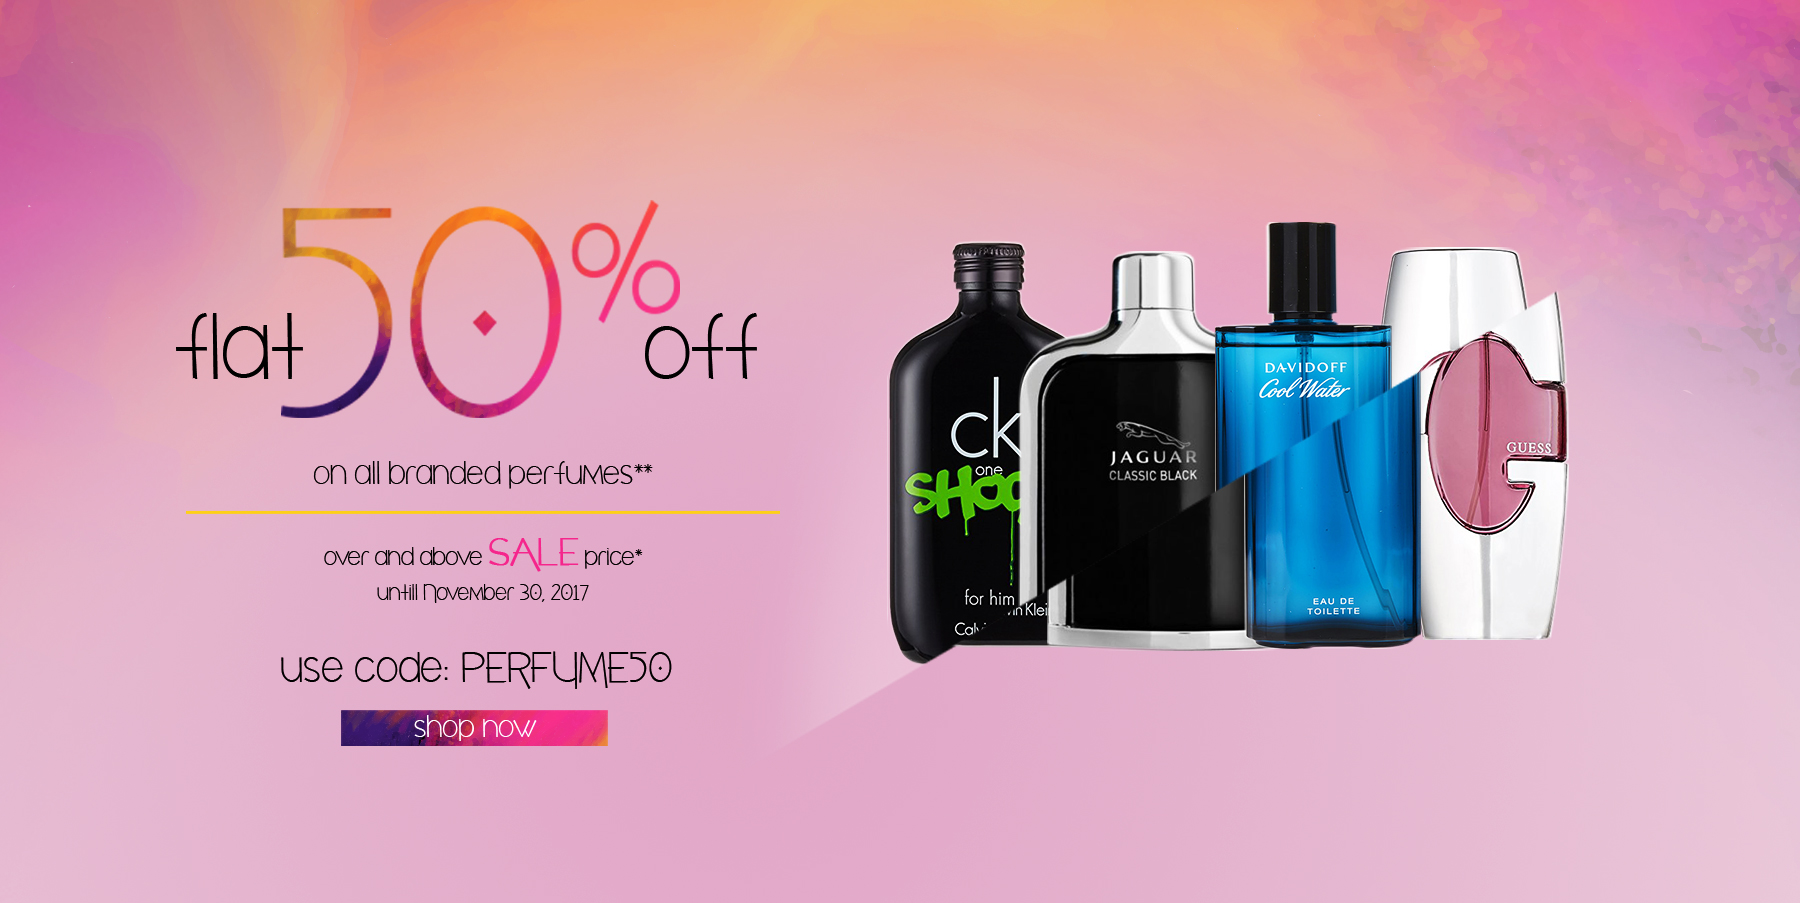 flat 50% off
on all branded perfumes**
over and above SALE price*
untill November 30, 2017
use code: PERFUME50
shop now
ck
one
for him
JAGUAR
CLASSIC BLACK
DAVIDOFF
Cool Water
EAU DE
TOILETTE
GUESS